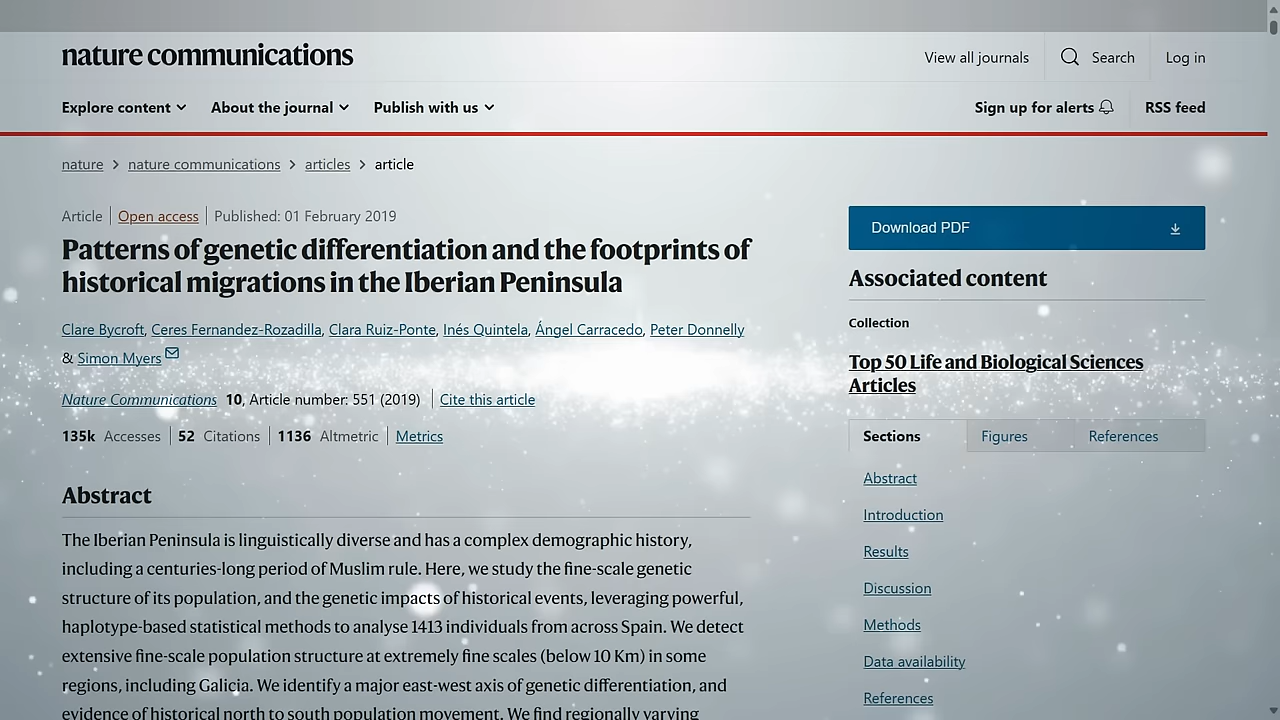 nature communications
View all journals
Search
Log in
Explore content
About the journal
Publish with us
Sign up for alerts
RSS feed
nature > nature communications > articles > article
Article | Open access | Published: 01 February 2019
Patterns of genetic differentiation and the footprints of
historical migrations in the Iberian Peninsula
Clare Bycroft, Ceres Fernandez-Rozadilla, Clara Ruiz-Ponte, Inés Quintela, Ángel Carracedo, Peter Donnelly
& Simon Myers
Nature Communications 10, Article number: 551 (2019) | Cite this article
135k Accesses | 52 Citations | 1136 Altmetric | Metrics
Abstract
The Iberian Peninsula is linguistically diverse and has a complex demographic history,
including a centuries-long period of Muslim rule. Here, we study the fine-scale genetic
structure of its population, and the genetic impacts of historical events, leveraging powerful,
haplotype-based statistical methods to analyse 1413 individuals from across Spain. We detect
extensive fine-scale population structure at extremely fine scales (below 10 Km) in some
regions, including Galicia. We identify a major east-west axis of genetic differentiation, and
evidence of historical north to south population movement. We find regionally varying
Download PDF
Associated content
Collection
Top 50 Life and Biological Sciences
Articles
Sections
Figures
References
Abstract
Introduction
Results
Discussion
Methods
Data availability
References